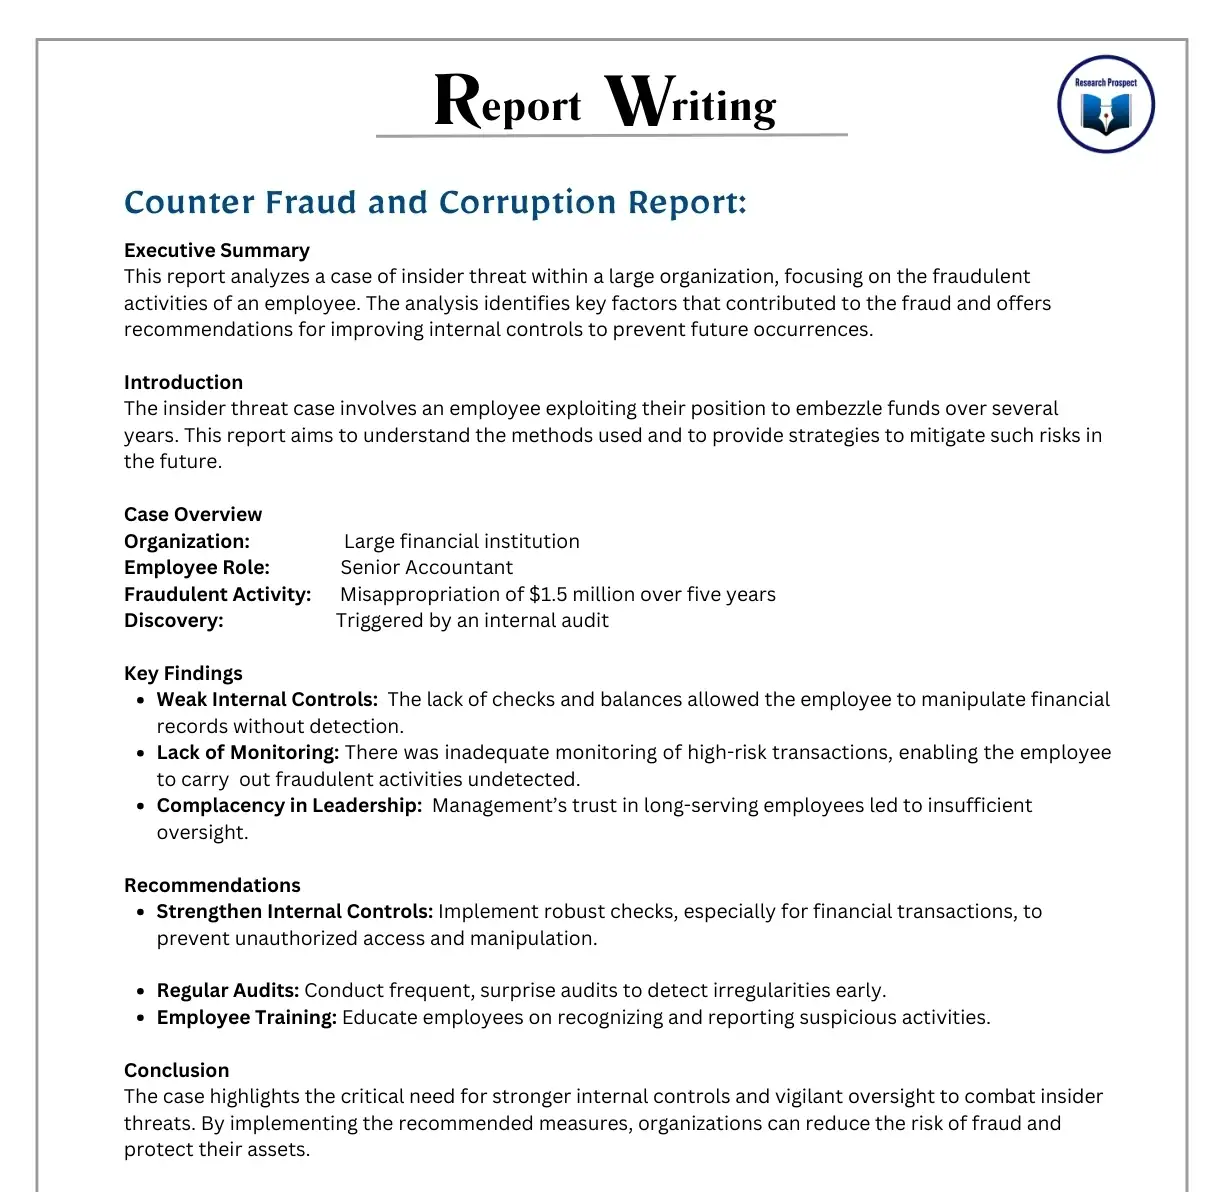 Report Writing
Research Prospect
Counter Fraud and Corruption Report:
Executive Summary
This report analyzes a case of insider threat within a large organization, focusing on the fraudulent
activities of an employee. The analysis identifies key factors that contributed to the fraud and offers
recommendations for improving internal controls to prevent future occurrences.
Introduction
The insider threat case involves an employee exploiting their position to embezzle funds over several
years. This report aims to understand the methods used and to provide strategies to mitigate such risks in
the future.
Case Overview
Organization: Large financial institution
Employee Role: Senior Accountant
Fraudulent Activity: Misappropriation of $1.5 million over five years
Discovery: Triggered by an internal audit
Key Findings
• Weak Internal Controls: The lack of checks and balances allowed the employee to manipulate financial
records without detection.
• Lack of Monitoring: There was inadequate monitoring of high-risk transactions, enabling the employee
to carry out fraudulent activities undetected.
• Complacency in Leadership: Management’s trust in long-serving employees led to insufficient
oversight.
Recommendations
• Strengthen Internal Controls: Implement robust checks, especially for financial transactions, to
prevent unauthorized access and manipulation.
• Regular Audits: Conduct frequent, surprise audits to detect irregularities early.
• Employee Training: Educate employees on recognizing and reporting suspicious activities.
Conclusion
The case highlights the critical need for stronger internal controls and vigilant oversight to combat insider
threats. By implementing the recommended measures, organizations can reduce the risk of fraud and
protect their assets.